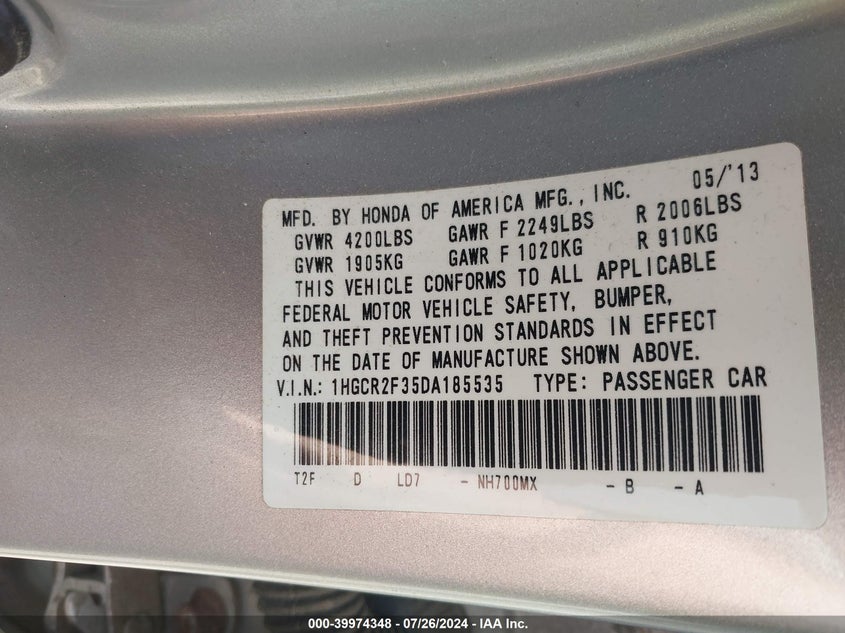 MFD. BY HONDA OF AMERICA MFG., INC. 05/'13
GVWR 4200LBS GAWR F 2249LBS R 2006LBS
GVWR 1905KG GAWR F 1020KG R 910KG
THIS VEHICLE CONFORMS TO ALL APPLICABLE
FEDERAL MOTOR VEHICLE SAFETY, BUMPER,
AND THEFT PREVENTION STANDARDS IN EFFECT
ON THE DATE OF MANUFACTURE SHOWN ABOVE.
V.I.N.: 1HGCR2F35DA185535 TYPE: PASSENGER CAR
T2F D LD7 - NH700MX - B - A
000-39974348 - 07/26/2024 - IAA Inc.